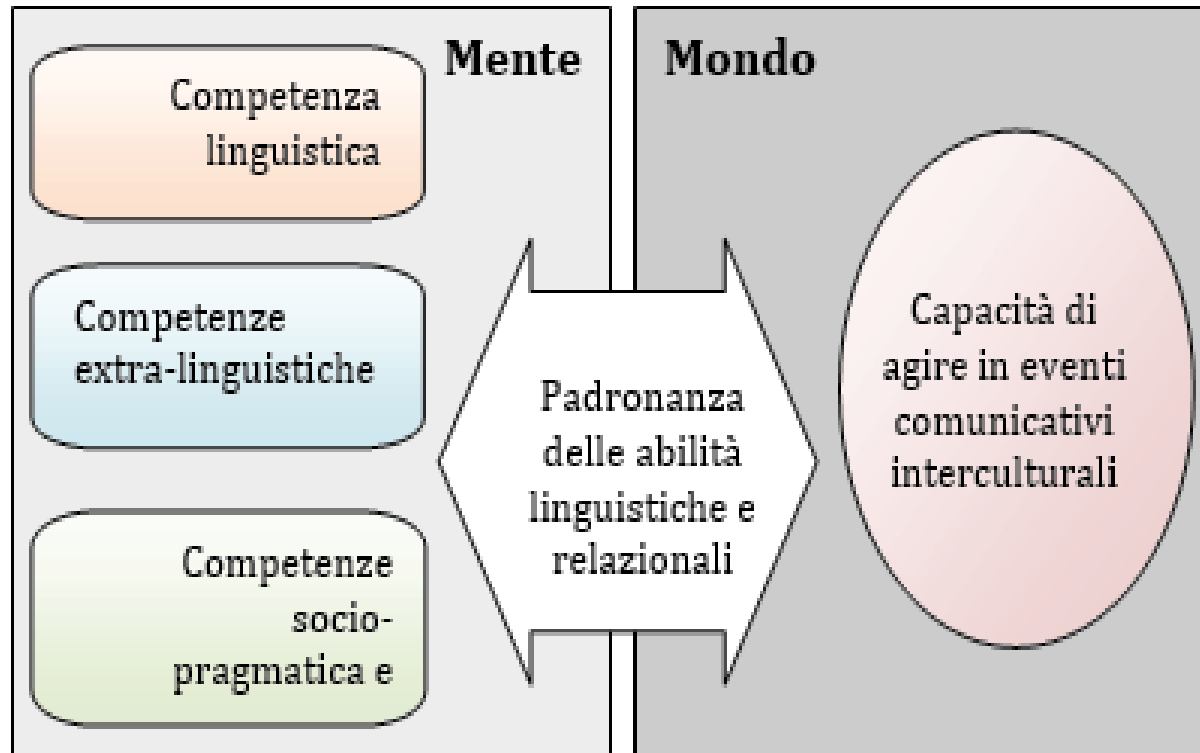 Mente
Competenza
linguistica
Competenze
extra-linguistiche
Competenze
socio-
pragmatica e
Padronanza
delle abilità
linguistiche e
relazionali
Mondo
Capacità di
agire in eventi
comunicativi
interculturali